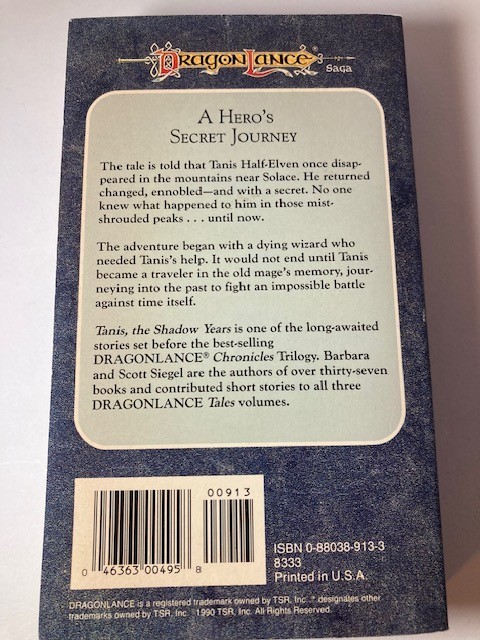 DRAGONLANCE®
SAGA
A HERO'S
SECRET JOURNEY
The tale is told that Tanis Half-Elven once disap-
peared in the mountains near Solace. He returned
changed, ennobled—and with a secret. No one
knew what happened to him in those mist-
shrouded peaks . . . until now.
The adventure began with a dying wizard who
needed Tanis's help. It would not end until Tanis
became a traveler in the old mage's memory, jour-
neying into the past to fight an impossible battle
against time itself.
Tanis, the Shadow Years is one of the long-awaited
stories set before the best-selling
DRAGONLANCE® Chronicles Trilogy. Barbara
and Scott Siegel are the authors of over thirty-seven
books and contributed short stories to all three
DRAGONLANCE Tales volumes.
00913
0 46363 00495 8
ISBN 0-88038-913-3
8333
Printed in U.S.A.
DRAGONLANCE is a registered trademark owned by TSR, Inc. ™ designates other
trademarks owned by TSR, Inc. ©1990 TSR, Inc. All Rights Reserved.